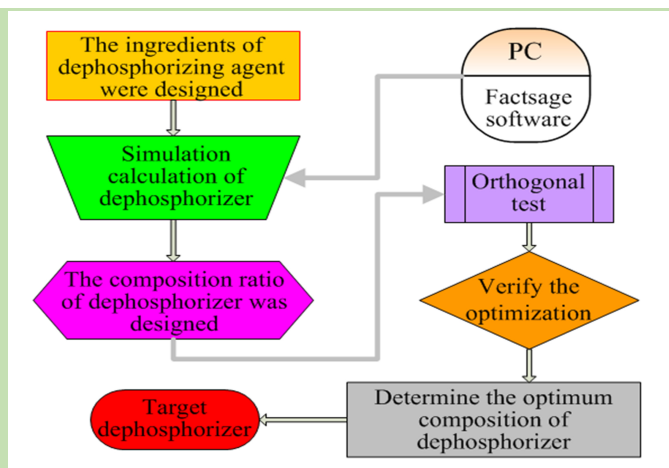 The ingredients of
dephosphorizing agent
were designed
PC
Factsage
software
Simulation
calculation of
dephosphorizer
Orthogonal
test
The composition ratio
of dephosphorizer was
designed
Verify the
optimization
Determine the optimum
composition of
dephosphorizer
Target
dephosphorizer